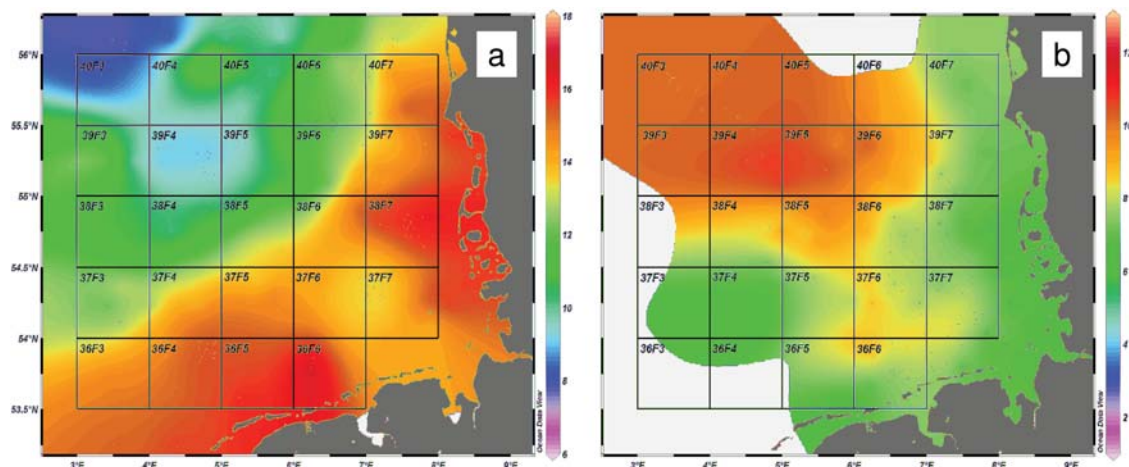 a
18
16
14
12
10
8
6
Ocean Data View
56°N
55.5°N
55°N
54.5°N
54°N
53.5°N
40F3 40F4 40F5 40F6 40F7
39F3 39F4 39F5 39F6 39F7
38F3 38F4 38F5 38F6 38F7
37F3 37F4 37F5 37F6 37F7
36F3 36F4 36F5 36F6
3°E 4°E 5°E 6°E 7°E 8°E 9°E
b
10
8
6
4
2
Ocean Data View
40F3 40F4 40F5 40F6 40F7
39F3 39F4 39F5 39F6 39F7
38F3 38F4 38F5 38F6 38F7
37F3 37F4 37F5 37F6 37F7
36F3 36F4 36F5 36F6
3°E 4°E 5°E 6°E 7°E 8°E 9°E